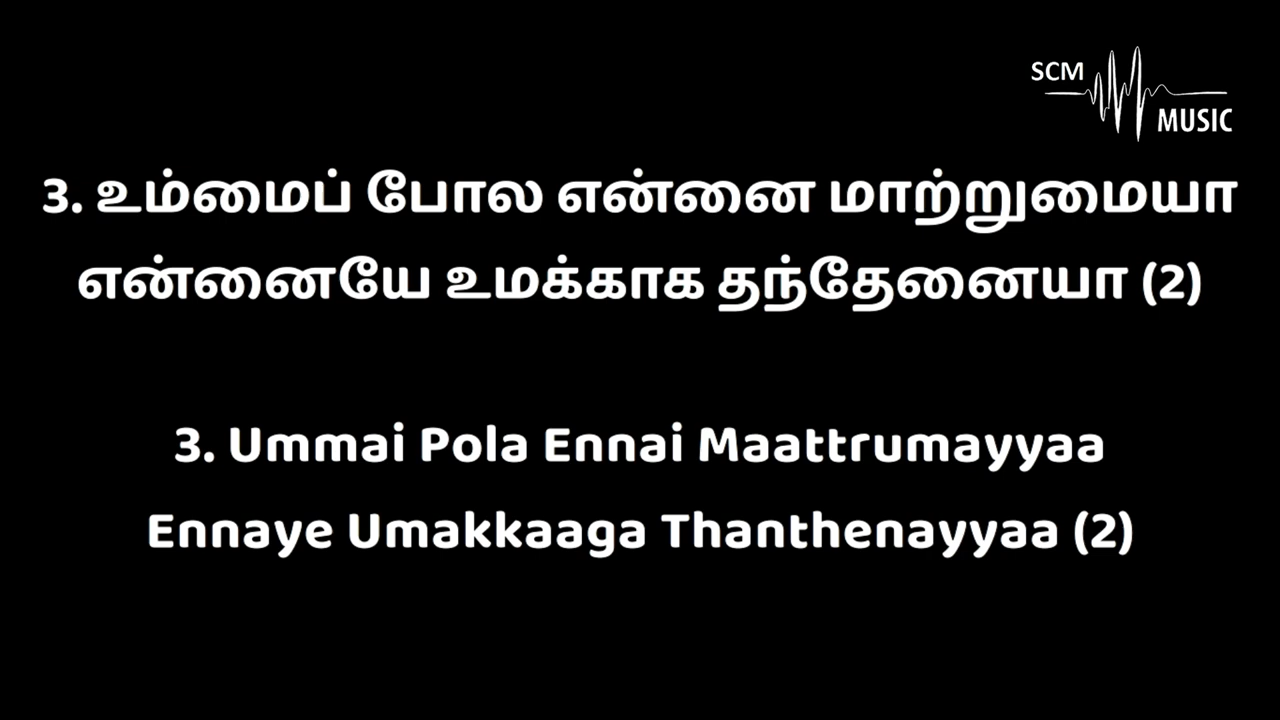 SCM
MUSIC
3. உம்மைப் போல என்னை மாற்றுமையா
என்னையே உமக்காக தந்தேனையா (2)
3. Ummai Pola Ennai Maattrumayyaa
Ennaye Umakkaaga Thanthenayyaa (2)